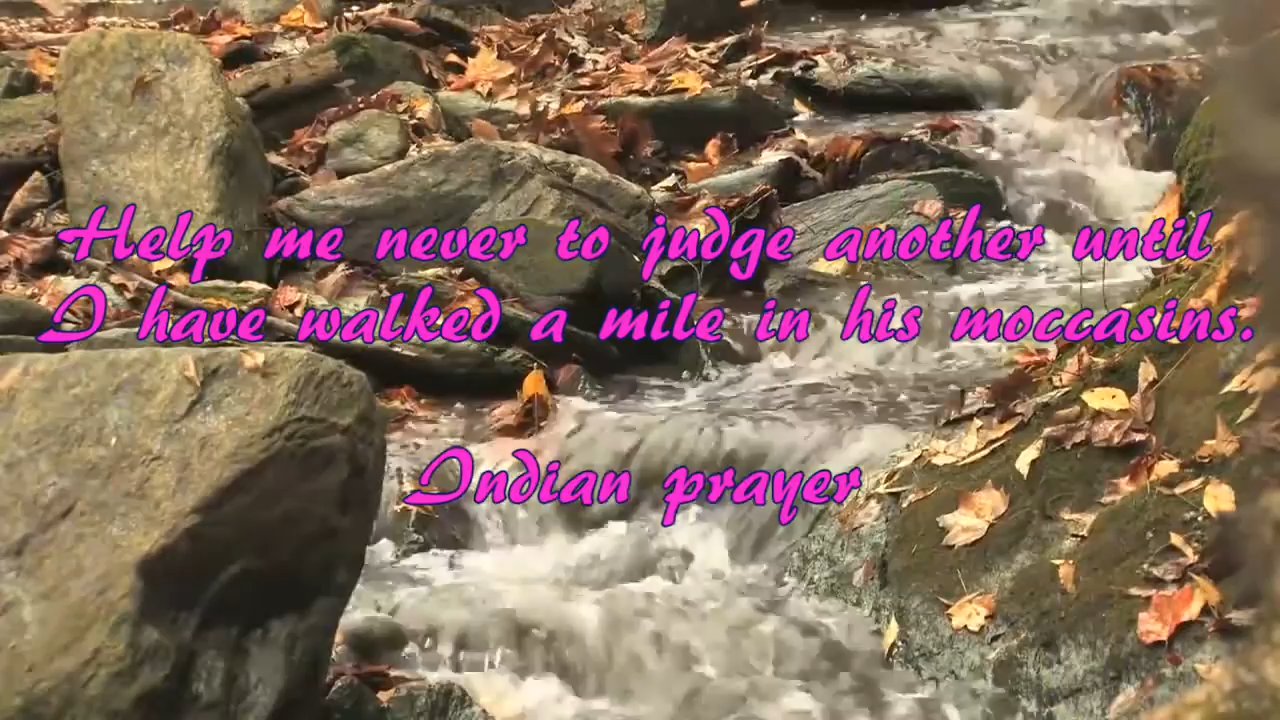 Help me never to judge another until
I have walked a mile in his moccasins.
Indian prayer